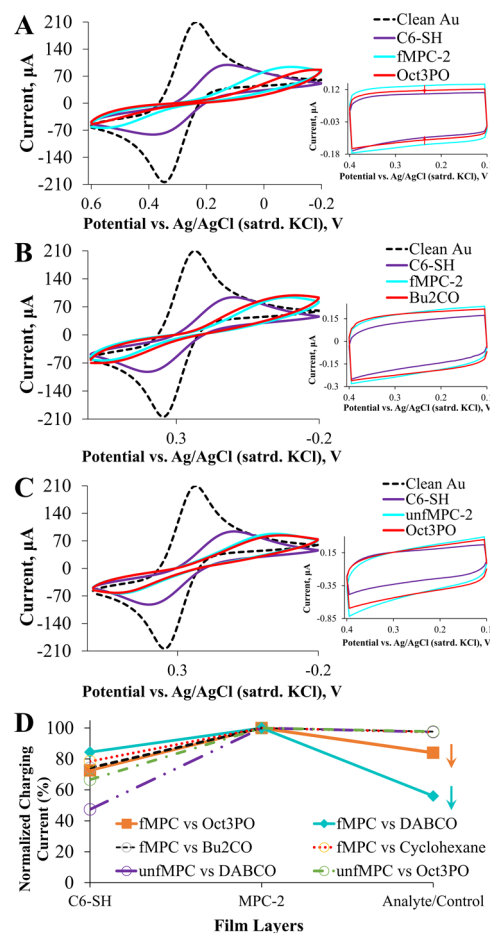 A
210
140
70
0
-70
-140
-210
Current, µA
0.6
0.4
0.2
0
-0.2
Potential vs. Ag/AgCl (satrd. KCl), V
Clean Au
C6-SH
fMPC-2
Oct3PO
0.12
-0.03
-0.18
Current, µA
0.4
0.3
0.2
0.1
Potential vs. Ag/AgCl (satrd. KCl), V
B
210
140
70
0
-70
-140
-210
Current, µA
0.3
-0.2
Potential vs. Ag/AgCl (satrd. KCl), V
Clean Au
C6-SH
fMPC-2
Bu2CO
0.15
0
-0.15
-0.3
Current, µA
0.4
0.3
0.2
0.1
Potential vs. Ag/AgCl (satrd. KCl), V
C
210
140
70
0
-70
-140
-210
Current, µA
0.3
-0.2
Potential vs. Ag/AgCl (satrd. KCl), V
Clean Au
C6-SH
unfMPC-2
Oct3PO
0.15
-0.35
-0.85
Current, µA
0.4
0.3
0.2
0.1
Potential vs. Ag/AgCl (satrd. KCl), V
D
100
80
60
40
20
0
Normalized Charging
Current (%)
fMPC vs Oct3PO
fMPC vs DABCO
fMPC vs Bu2CO
fMPC vs Cyclohexane
unfMPC vs DABCO
unfMPC vs Oct3PO
C6-SH
MPC-2
Analyte/Control
Film Layers